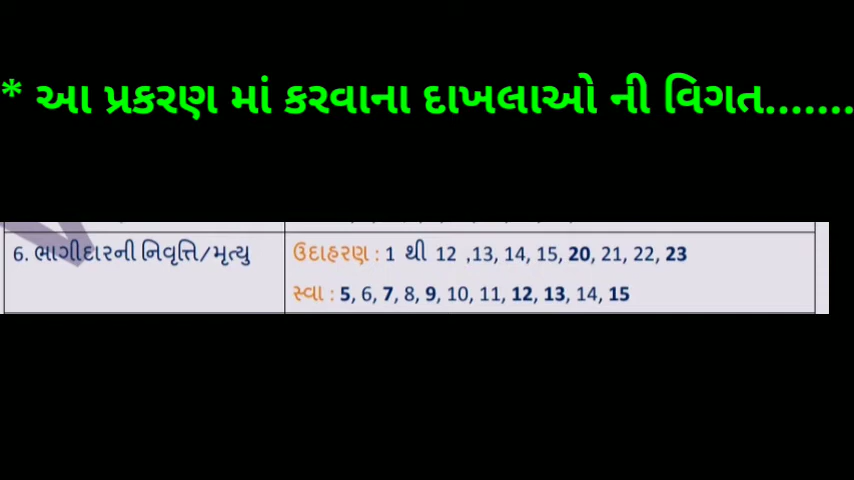 * આ પ્રકરણ માં કરવાના દાખલાઓ ની વિગત.......
6. ભાગીદારની નિવૃત્તિ/મૃત્યુ
ઉદાહરણ : 1 થી 12 ,13, 14, 15, 20, 21, 22, 23
સ્વા : 5, 6, 7, 8, 9, 10, 11, 12, 13, 14, 15